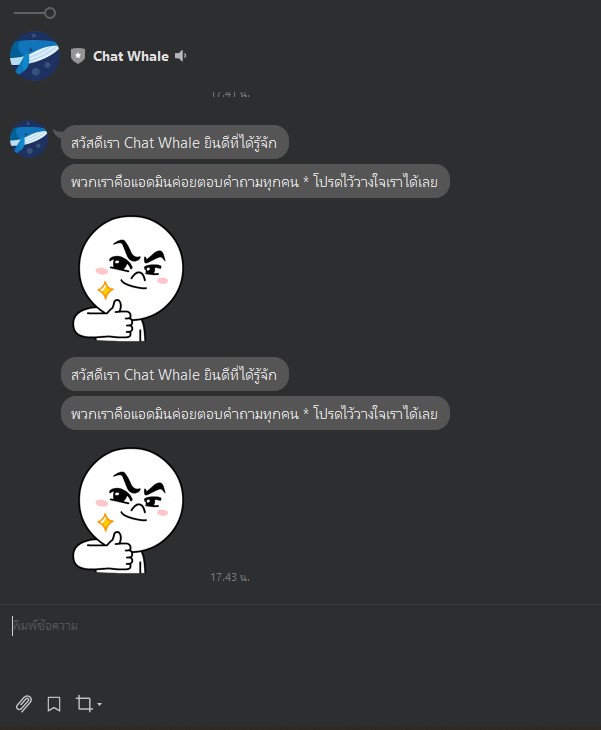 Chat Whale
17.41 น.
สวัสดีเรา Chat Whale ยินดีที่ได้รู้จัก
พวกเราคือแอดมินค่อยตอบคำถามทุกคน * โปรดไว้วางใจเราได้เลย
สวัสดีเรา Chat Whale ยินดีที่ได้รู้จัก
พวกเราคือแอดมินค่อยตอบคำถามทุกคน * โปรดไว้วางใจเราได้เลย
17.43 น.
พิมพ์ข้อความ